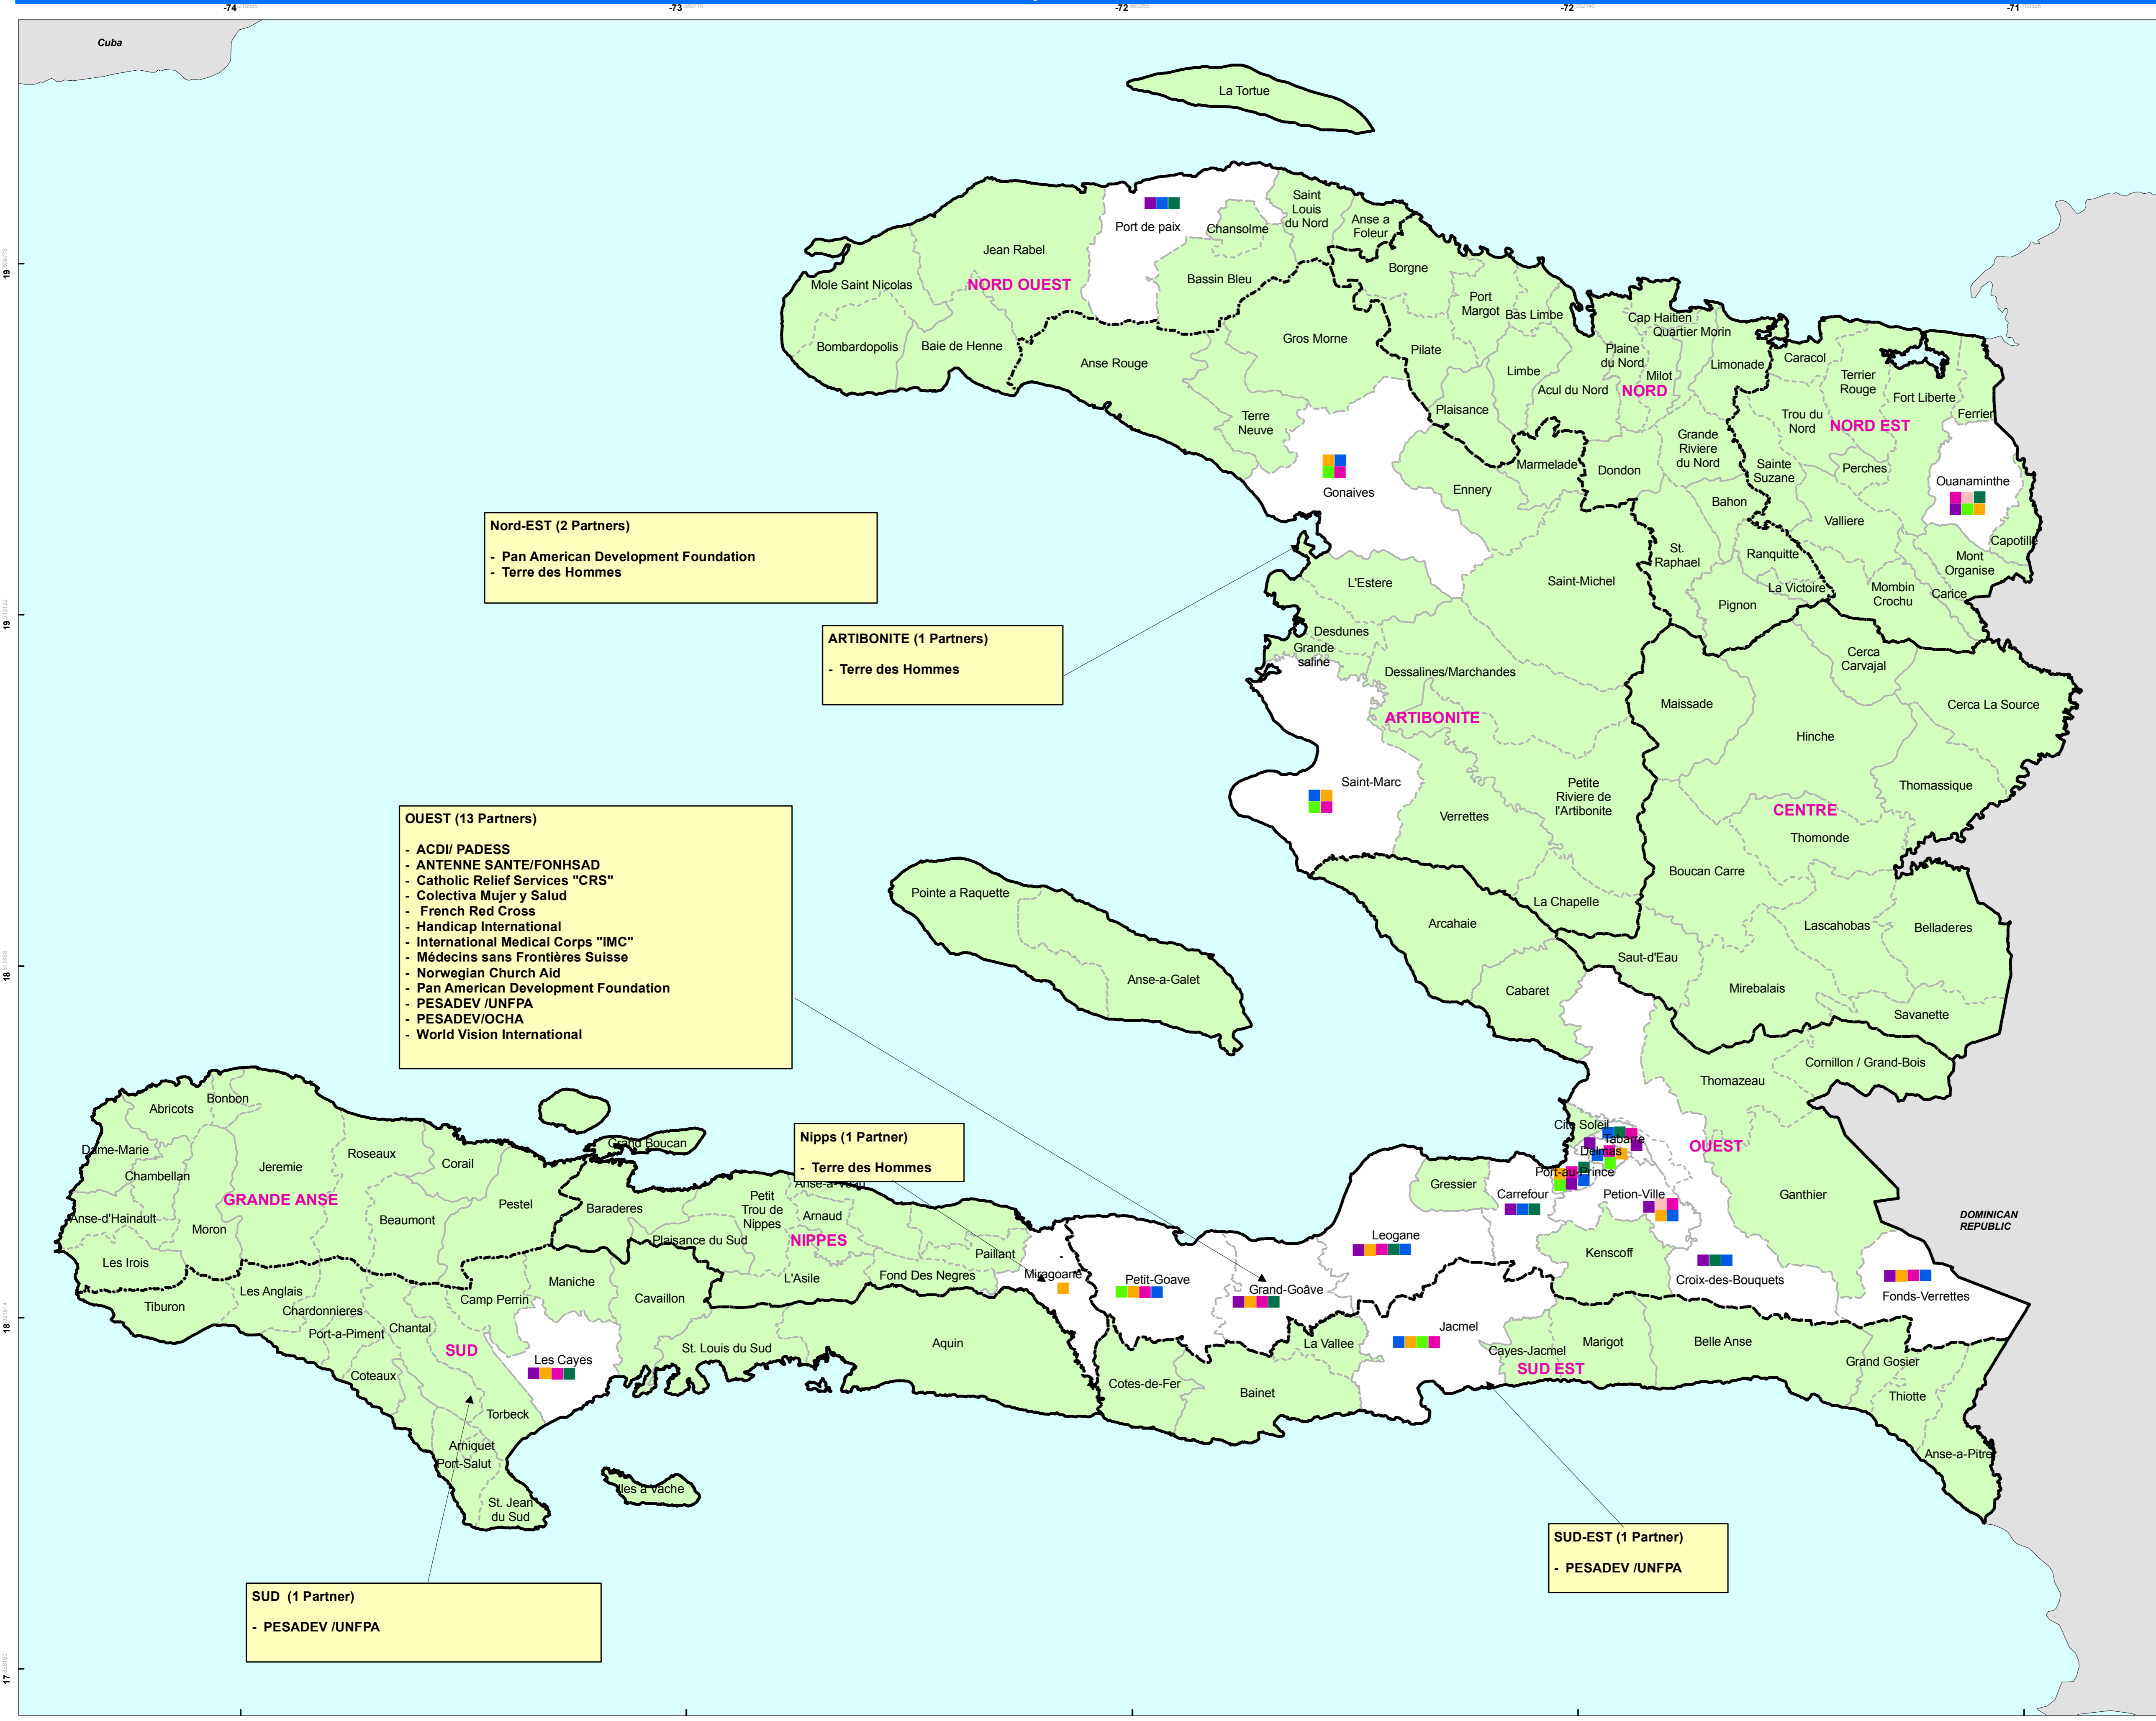 -74
-73
-72
-72
-71
Cuba
La Tortue
Port de paix
Saint
Louis
du Nord
Anse a
Foleur
Chansolme
Jean Rabel
Mole Saint Nicolas
NORD OUEST
Bassin Bleu
Borgne
19
Port
Margot
Bas Limbe
Cap Haitien
Quartier Morin
Bombardopolis
Baie de Henne
Anse Rouge
Gros Morne
Pilate
Plaine
du Nord
Limonade
Caracol
Limbe
Milot
Acul du Nord
NORD
Terrier
Rouge
Fort Liberte
Ferrier
Terre
Neuve
Plaisance
Trou du
Nord
NORD EST
Grande
Riviere
du Nord
Marmelade
Dondon
Sainte
Suzane
Perches
Ouanaminthe
Gonaives
Ennery
Bahon
Valliere
Capotille
Nord-EST (2 Partners)
- Pan American Development Foundation
- Terre des Hommes
St.
Raphael
Ranquitte
Mont
Organise
L'Estere
Saint-Michel
La Victoire
Mombin
Crochu
Carice
Pignon
19
ARTIBONITE (1 Partners)
- Terre des Hommes
Desdunes
Grande
saline
Dessalines/Marchandes
Cerca
Carvajal
Maissade
Cerca La Source
ARTIBONITE
Hinche
Saint-Marc
Petite
Riviere de
l'Artibonite
Thomassique
Verrettes
CENTRE
Thomonde
OUEST (13 Partners)
- ACDI/ PADESS
- ANTENNE SANTE/FONHSAD
- Catholic Relief Services "CRS"
- Colectiva Mujer y Salud
- French Red Cross
- Handicap International
- International Medical Corps "IMC"
- Médecins sans Frontières Suisse
- Norwegian Church Aid
- Pan American Development Foundation
- PESADEV /UNFPA
- PESADEV/OCHA
- World Vision International
Pointe a Raquette
Boucan Carre
La Chapelle
Arcahaie
Lascahobas
Belladeres
18
Anse-a-Galet
Saut-d'Eau
Cabaret
Mirebalais
Savanette
Cornillon / Grand-Bois
Thomazeau
Bonbon
Abricots
Cite Soleil
Tabarre
Delmas
OUEST
Dame-Marie
Chambellan
Jeremie
Roseaux
Corail
Grand Boucan
Nipps (1 Partner)
- Terre des Hommes
Anse-a-Veau
Port-au-Prince
Gressier
Carrefour
Petion-Ville
Ganthier
GRANDE ANSE
Pestel
Baraderes
Petit
Trou de
Nippes
Arnaud
Anse-d'Hainault
Moron
Beaumont
Plaisance du Sud
NIPPES
Leogane
DOMINICAN
REPUBLIC
Les Irois
Paillant
Kenscoff
L'Asile
Fond Des Negres
Miragoane
Petit-Goave
Grand-Goâve
Croix-des-Bouquets
Fonds-Verrettes
Maniche
Les Anglais
Tiburon
Camp Perrin
Cavaillon
Chardonnieres
18
Port-a-Piment
Chantal
SUD
St. Louis du Sud
Aquin
La Vallee
Jacmel
Cayes-Jacmel
Marigot
Belle Anse
Les Cayes
SUD EST
Grand Gosier
Coteaux
Cotes-de-Fer
Bainet
Thiotte
Torbeck
Arniquet
Port-Salut
Anse-a-Pitre
Iles a Vache
St. Jean
du Sud
SUD-EST (1 Partner)
- PESADEV /UNFPA
SUD (1 Partner)
- PESADEV /UNFPA
17